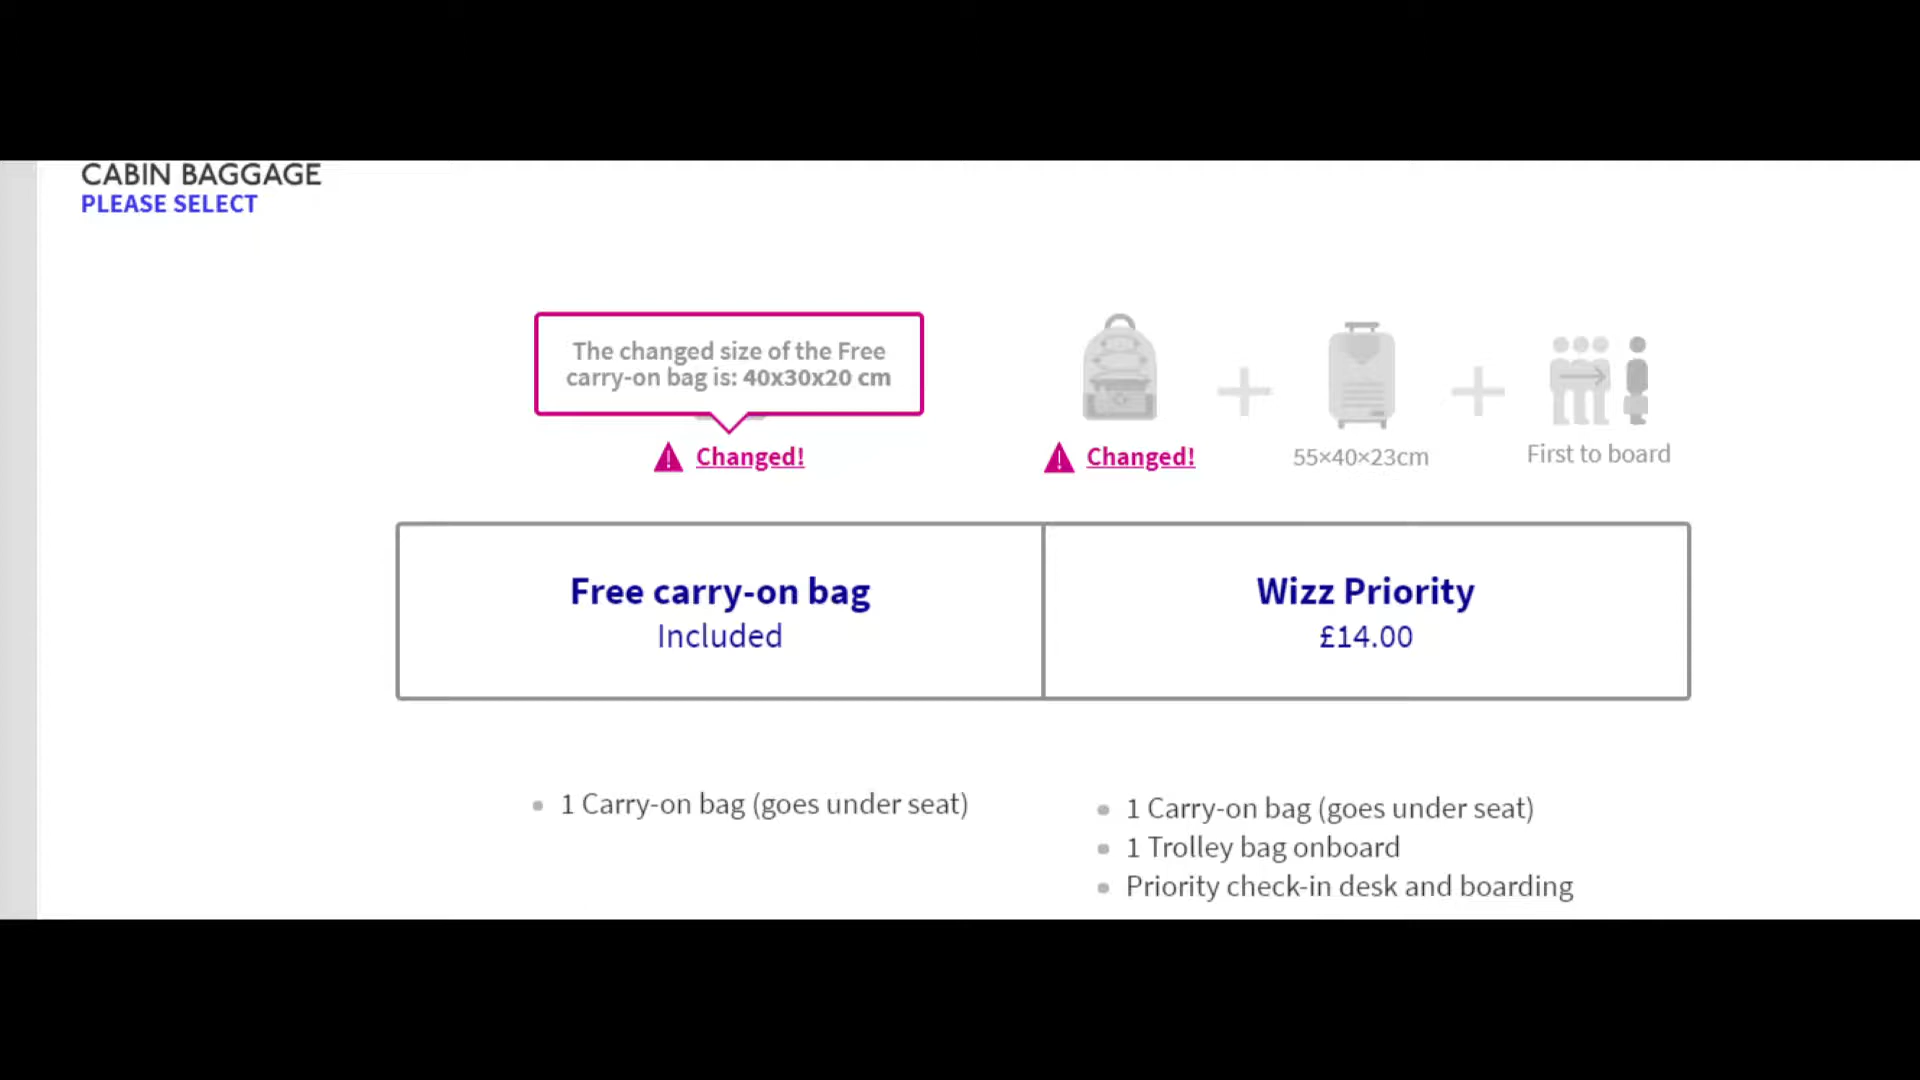 CABIN BAGGAGE
PLEASE SELECT
The changed size of the Free
carry-on bag is: 40x30x20 cm
Changed!
Changed!
55×40×23cm
First to board
Free carry-on bag
Included
Wizz Priority
£14.00
1 Carry-on bag (goes under seat)
1 Carry-on bag (goes under seat)
1 Trolley bag onboard
Priority check-in desk and boarding